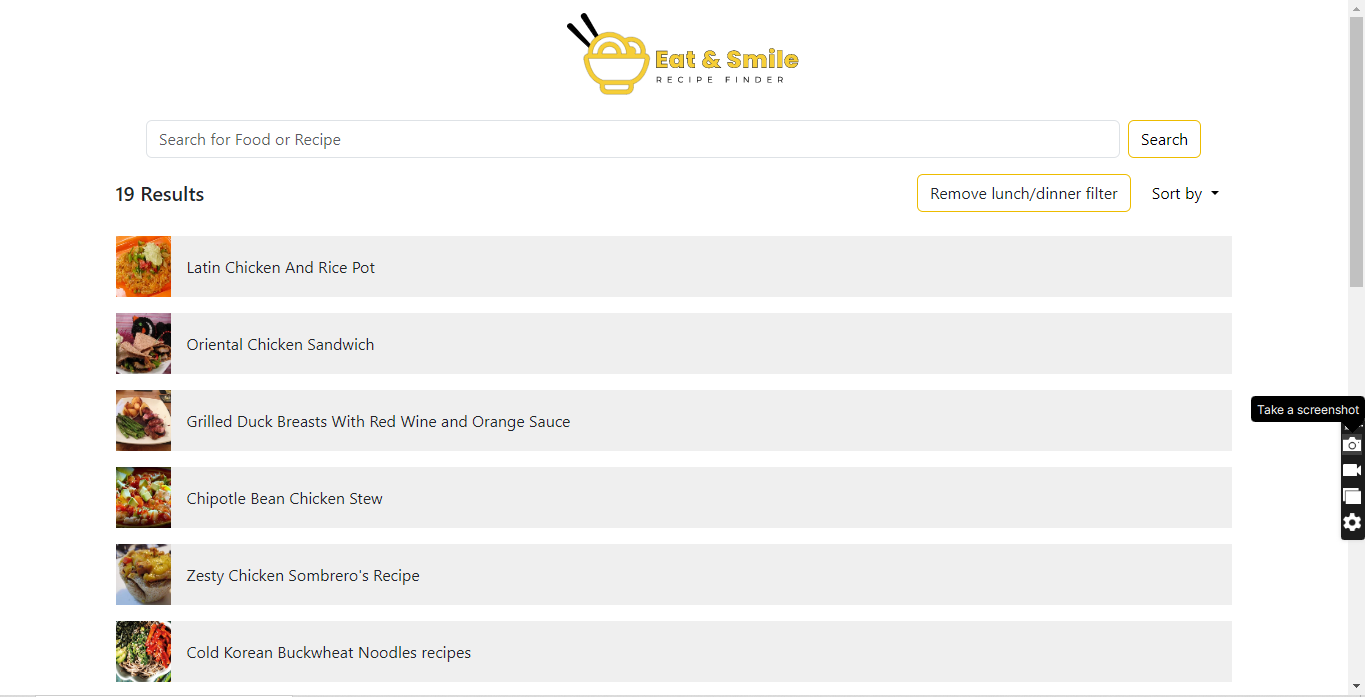 Eat & Smile
RECIPE FINDER
Search for Food or Recipe
Search
19 Results
Remove lunch/dinner filter
Sort by
Latin Chicken And Rice Pot
Oriental Chicken Sandwich
Grilled Duck Breasts With Red Wine and Orange Sauce
Take a screenshot
Chipotle Bean Chicken Stew
Zesty Chicken Sombrero's Recipe
Cold Korean Buckwheat Noodles recipes